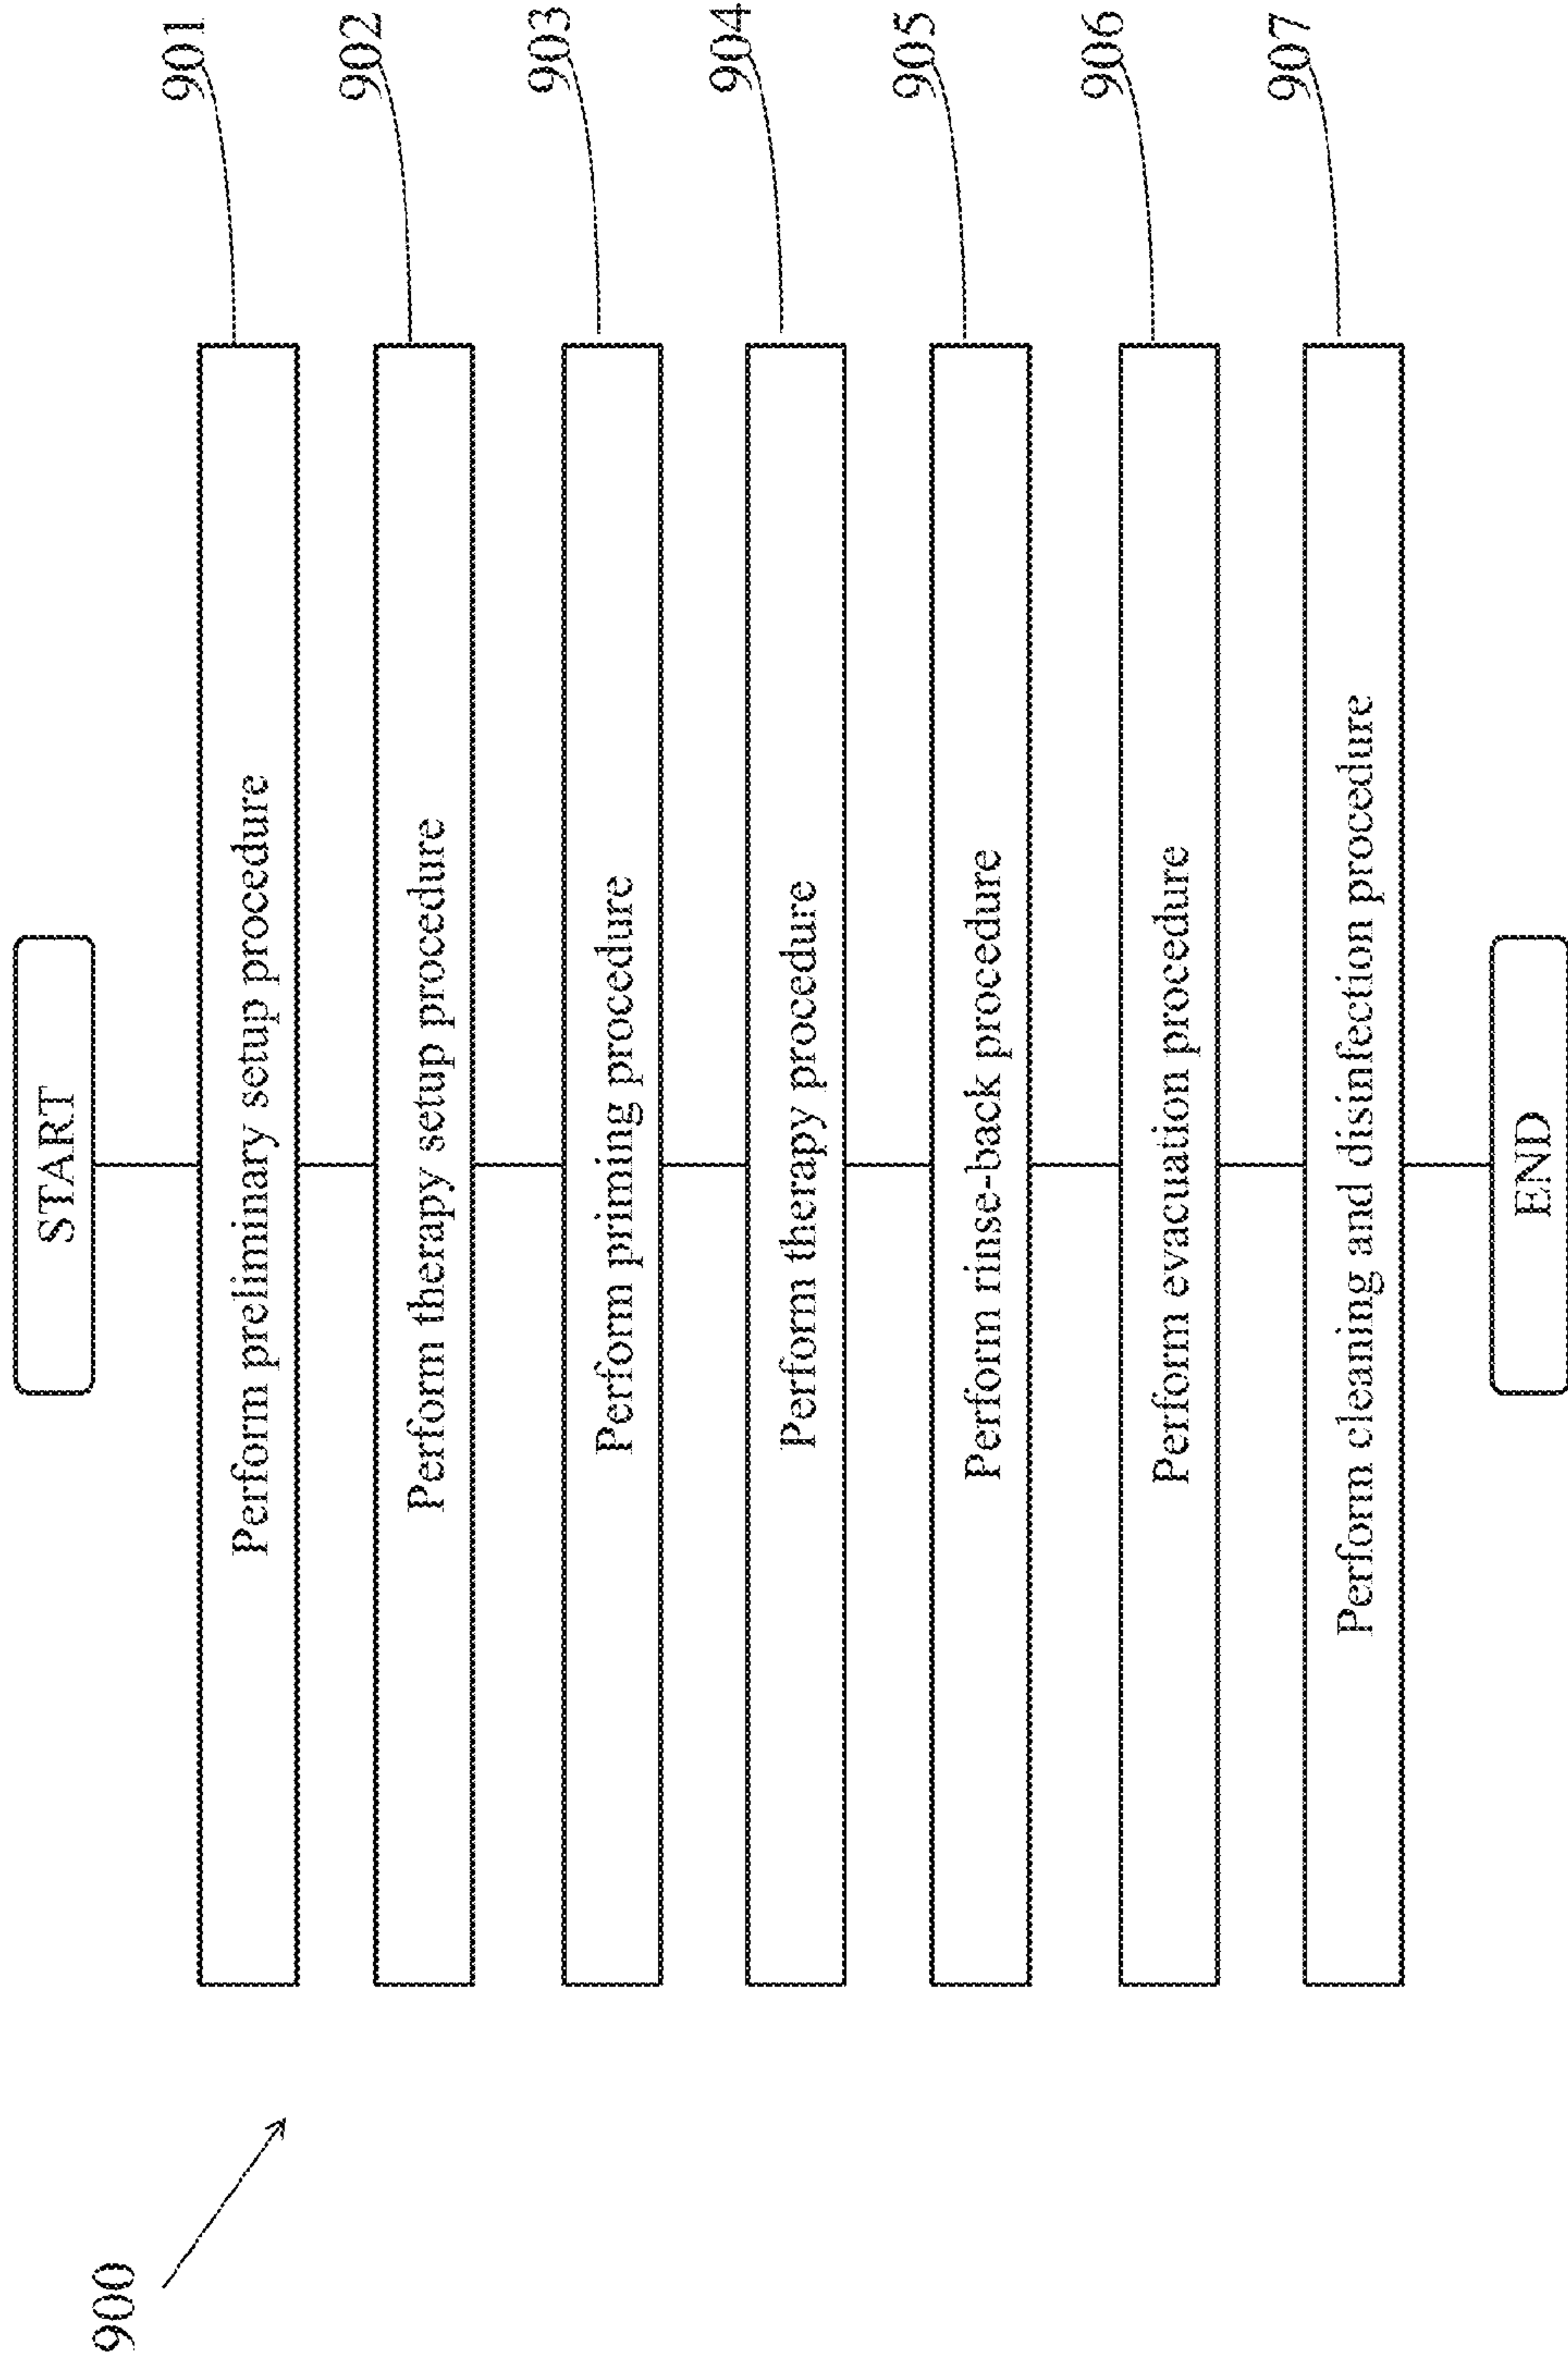 900
START
Perform preliminary setup procedure
901
Perform therapy setup procedure
902
Perform priming procedure
903
Perform therapy procedure
904
Perform rinse-back procedure
905
Perform evacuation procedure
906
Perform cleaning and disinfection procedure
907
END